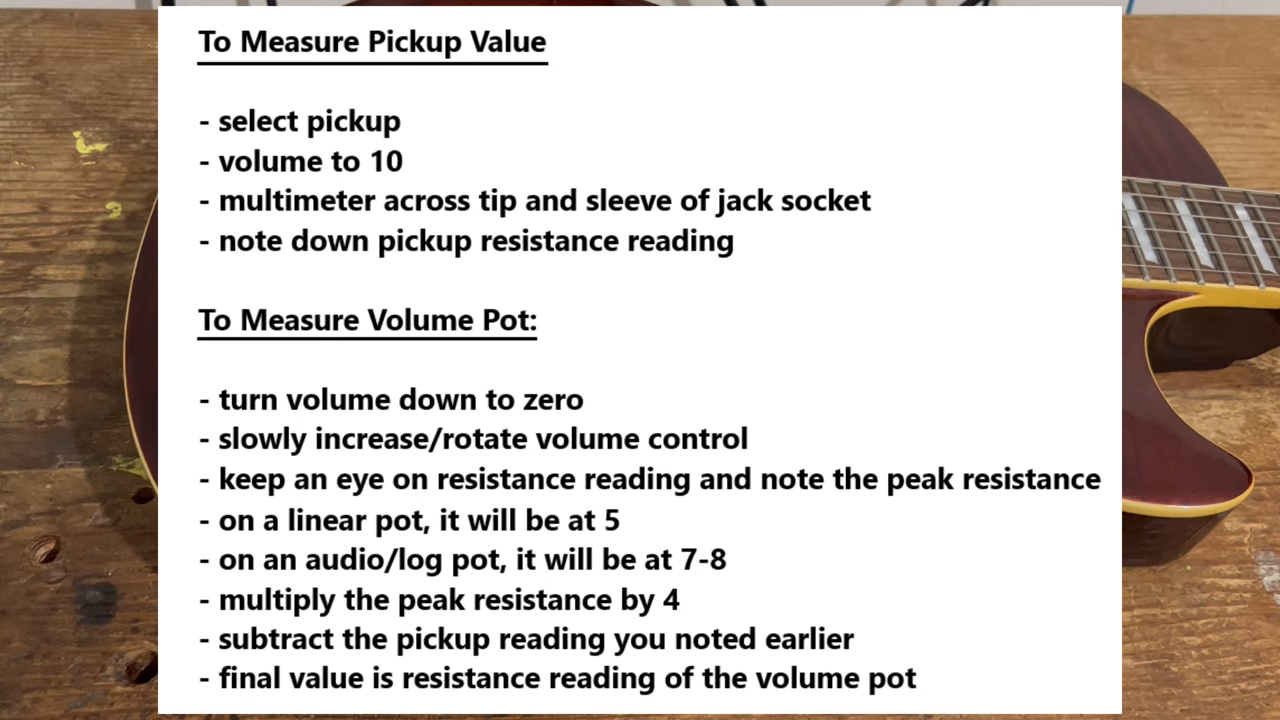 To Measure Pickup Value
- select pickup
- volume to 10
- multimeter across tip and sleeve of jack socket
- note down pickup resistance reading
To Measure Volume Pot:
- turn volume down to zero
- slowly increase/rotate volume control
- keep an eye on resistance reading and note the peak resistance
- on a linear pot, it will be at 5
- on an audio/log pot, it will be at 7-8
- multiply the peak resistance by 4
- subtract the pickup reading you noted earlier
- final value is resistance reading of the volume pot